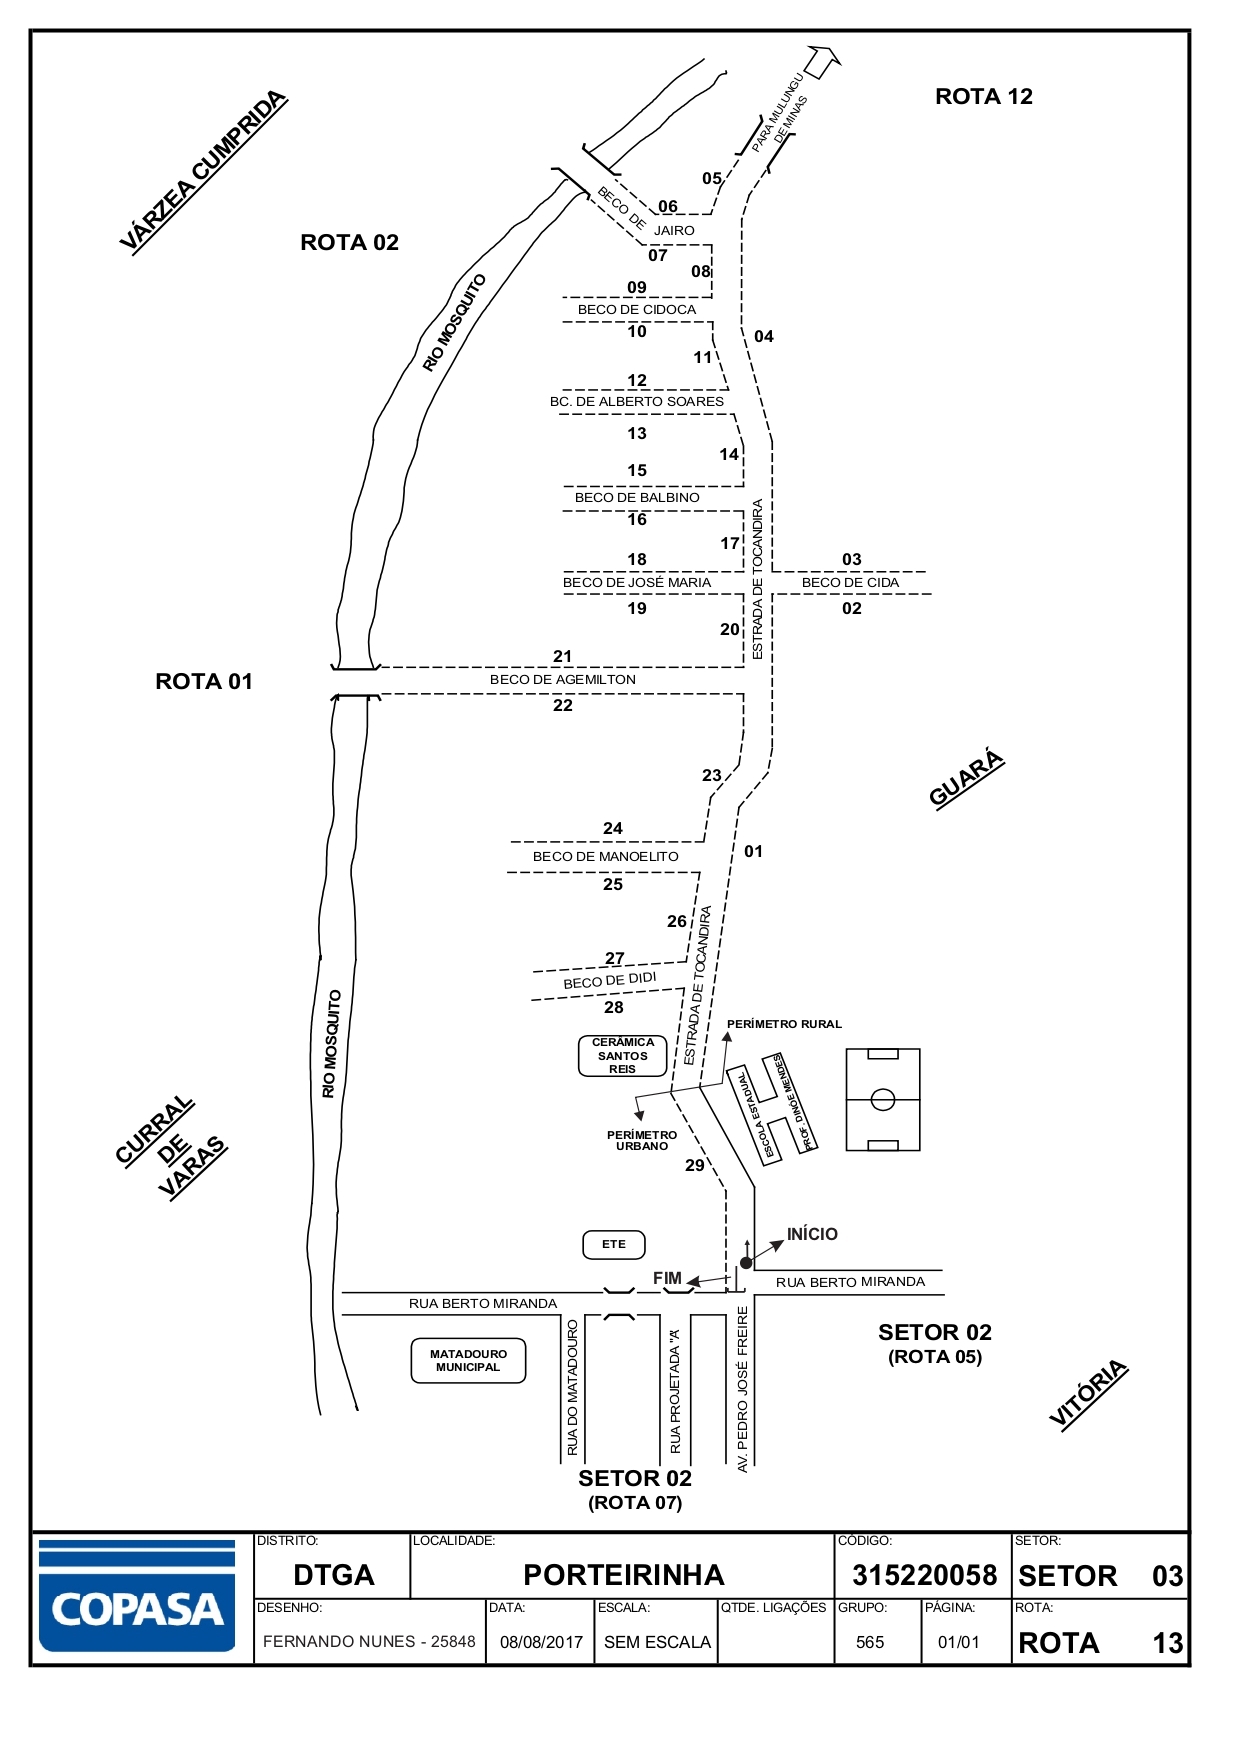 ROTA 12
PARA MULUNGU
DE MINAS
VÁRZEA CUMPRIDA
05
06
BECO DE
JAIRO
ROTA 02
07
08
RIO MOSQUITO
09
BECO DE CIDOCA
10
04
11
12
BC. DE ALBERTO SOARES
13
14
15
BECO DE BALBINO
16
ESTRADA DE TOCANDIRA
17
18
03
BECO DE JOSÉ MARIA
BECO DE CIDA
19
02
20
21
ROTA 01
BECO DE AGEMILTON
22
23
GUARÁ
24
01
BECO DE MANOELITO
25
26
ESTRADA DE TOCANDIRA
27
BECO DE DIDI
28
RIO MOSQUITO
PERÍMETRO RURAL
CERÂMICA
SANTOS
REIS
ESCOLA ESTADUAL
PROF. DINÓE MENDES
CURRAL
DE
VARAS
PERÍMETRO
URBANO
29
INÍCIO
ETE
FIM
RUA BERTO MIRANDA
RUA BERTO MIRANDA
SETOR 02
(ROTA 05)
MATADOURO
MUNICIPAL
RUA DO MATADOURO
RUA PROJETADA "A"
AV. PEDRO JOSÉ FREIRE
VITÓRIA
SETOR 02
(ROTA 07)
COPASA
DISTRITO:
DTGA
LOCALIDADE:
PORTEIRINHA
CÓDIGO:
315220058
SETOR:
SETOR 03
DESENHO:
FERNANDO NUNES - 25848
DATA:
08/08/2017
ESCALA:
SEM ESCALA
QTDE. LIGAÇÕES
GRUPO:
565
PÁGINA:
01/01
ROTA:
ROTA 13